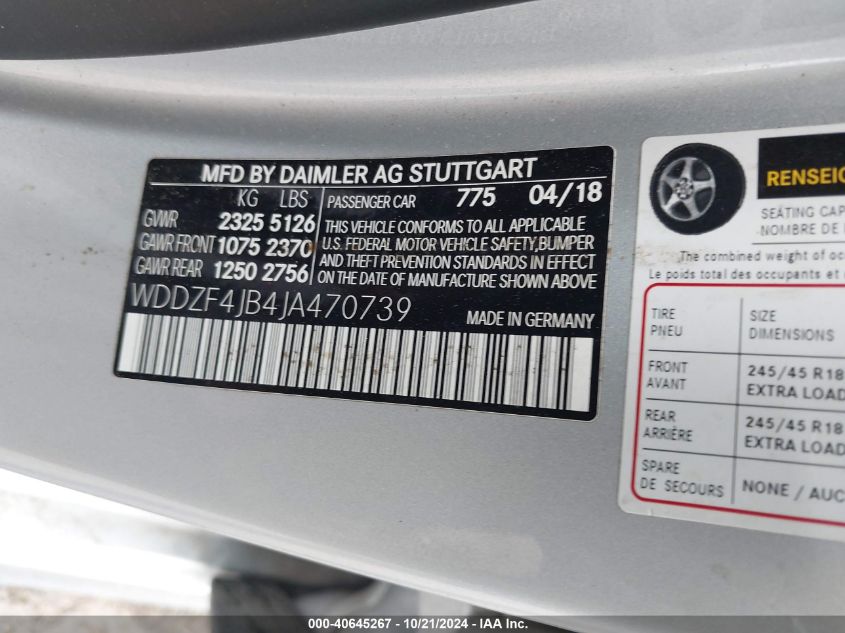 MFD BY DAIMLER AG STUTTGART
KG LBS PASSENGER CAR 775 04/18
GVWR 2325 5126
GAWR FRONT 1075 2370
GAWR REAR 1250 2756
THIS VEHICLE CONFORMS TO ALL APPLICABLE
U.S. FEDERAL MOTOR VEHICLE SAFETY, BUMPER
AND THEFT PREVENTION STANDARDS IN EFFECT
ON THE DATE OF MANUFACTURE SHOWN ABOVE
WDDZF4JB4JA470739 MADE IN GERMANY
RENSEIG
SEATING CAP
NOMBRE DE
The combined weight of oc
Le poids total des occupants et
TIRE SIZE
PNEU DIMENSIONS
FRONT 245/45 R18
AVANT EXTRA LOAD
REAR 245/45 R18
ARRIÈRE EXTRA LOAD
SPARE
DE SECOURS NONE / AUC
000-40645267 - 10/21/2024 - IAAI.COM